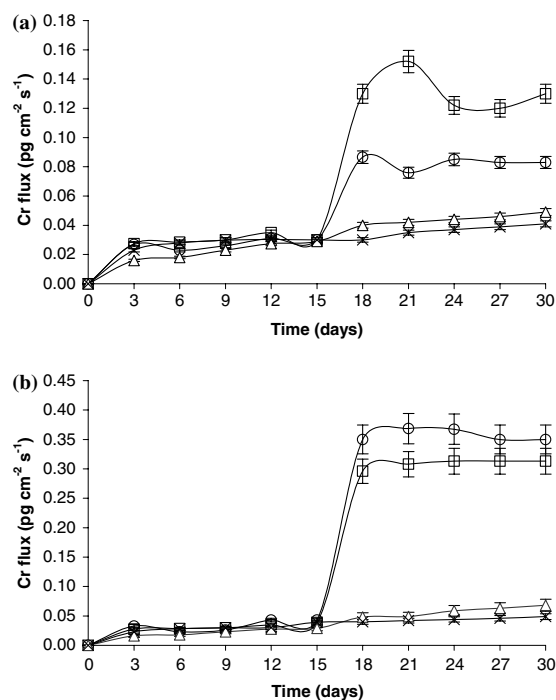 (a)
0.18
0.16
0.14
0.12
0.10
0.08
0.06
0.04
0.02
0.00
Cr flux (pg cm⁻² s⁻¹)
0 3 6 9 12 15 18 21 24 27 30
Time (days)
(b)
0.45
0.40
0.35
0.30
0.25
0.20
0.15
0.10
0.05
0.00
Cr flux (pg cm⁻² s⁻¹)
0 3 6 9 12 15 18 21 24 27 30
Time (days)